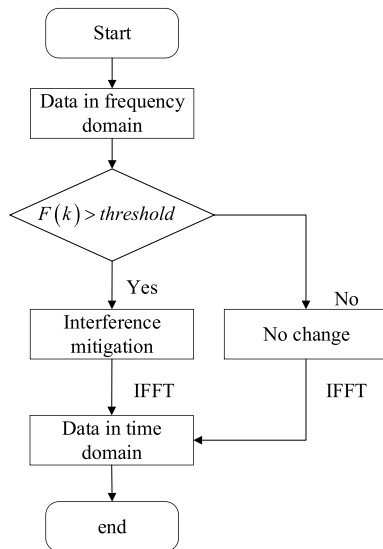 Start
Data in frequency
domain
F(k) > threshold
Yes
No
Interference
mitigation
No change
IFFT
IFFT
Data in time
domain
end